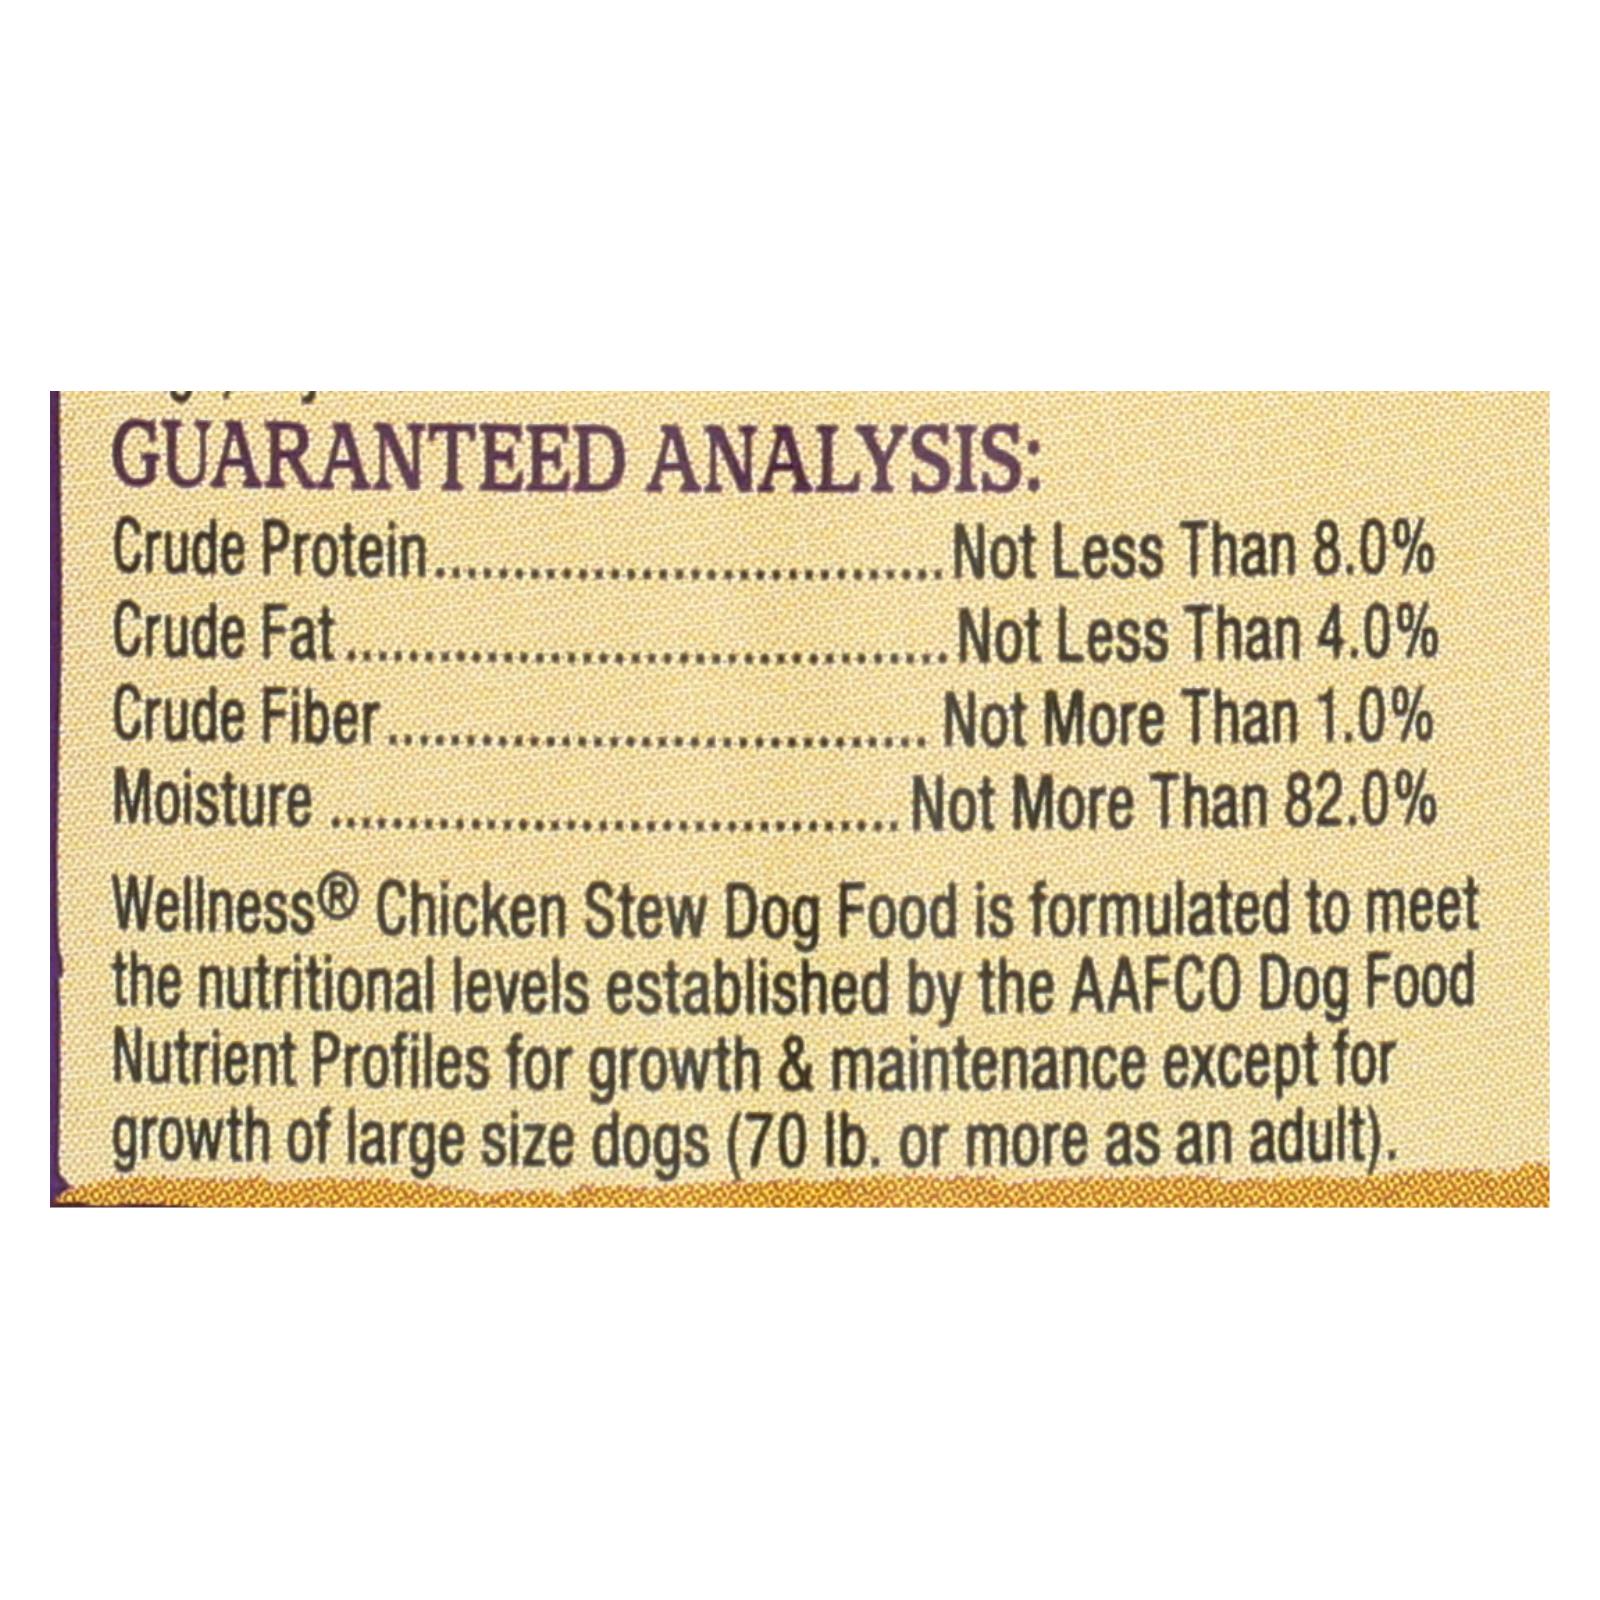 GUARANTEED ANALYSIS:
Crude Protein................................Not Less Than 8.0%
Crude Fat......................................Not Less Than 4.0%
Crude Fiber.................................. Not More Than 1.0%
Moisture .................................... Not More Than 82.0%
Wellness® Chicken Stew Dog Food is formulated to meet
the nutritional levels established by the AAFCO Dog Food
Nutrient Profiles for growth & maintenance except for
growth of large size dogs (70 lb. or more as an adult).